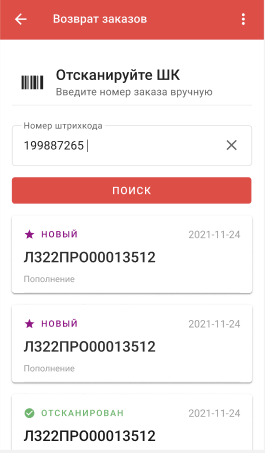 Возврат заказов
Отсканируйте ШК
Введите номер заказа вручную
Номер штрихкода
199887265
ПОИСК
НОВЫЙ 2021-11-24
Л322ПРО00013512
Пополнение
НОВЫЙ 2021-11-24
Л322ПРО00013512
Пополнение
ОТСКАНИРОВАН 2021-11-24
Л322ПРО00013512